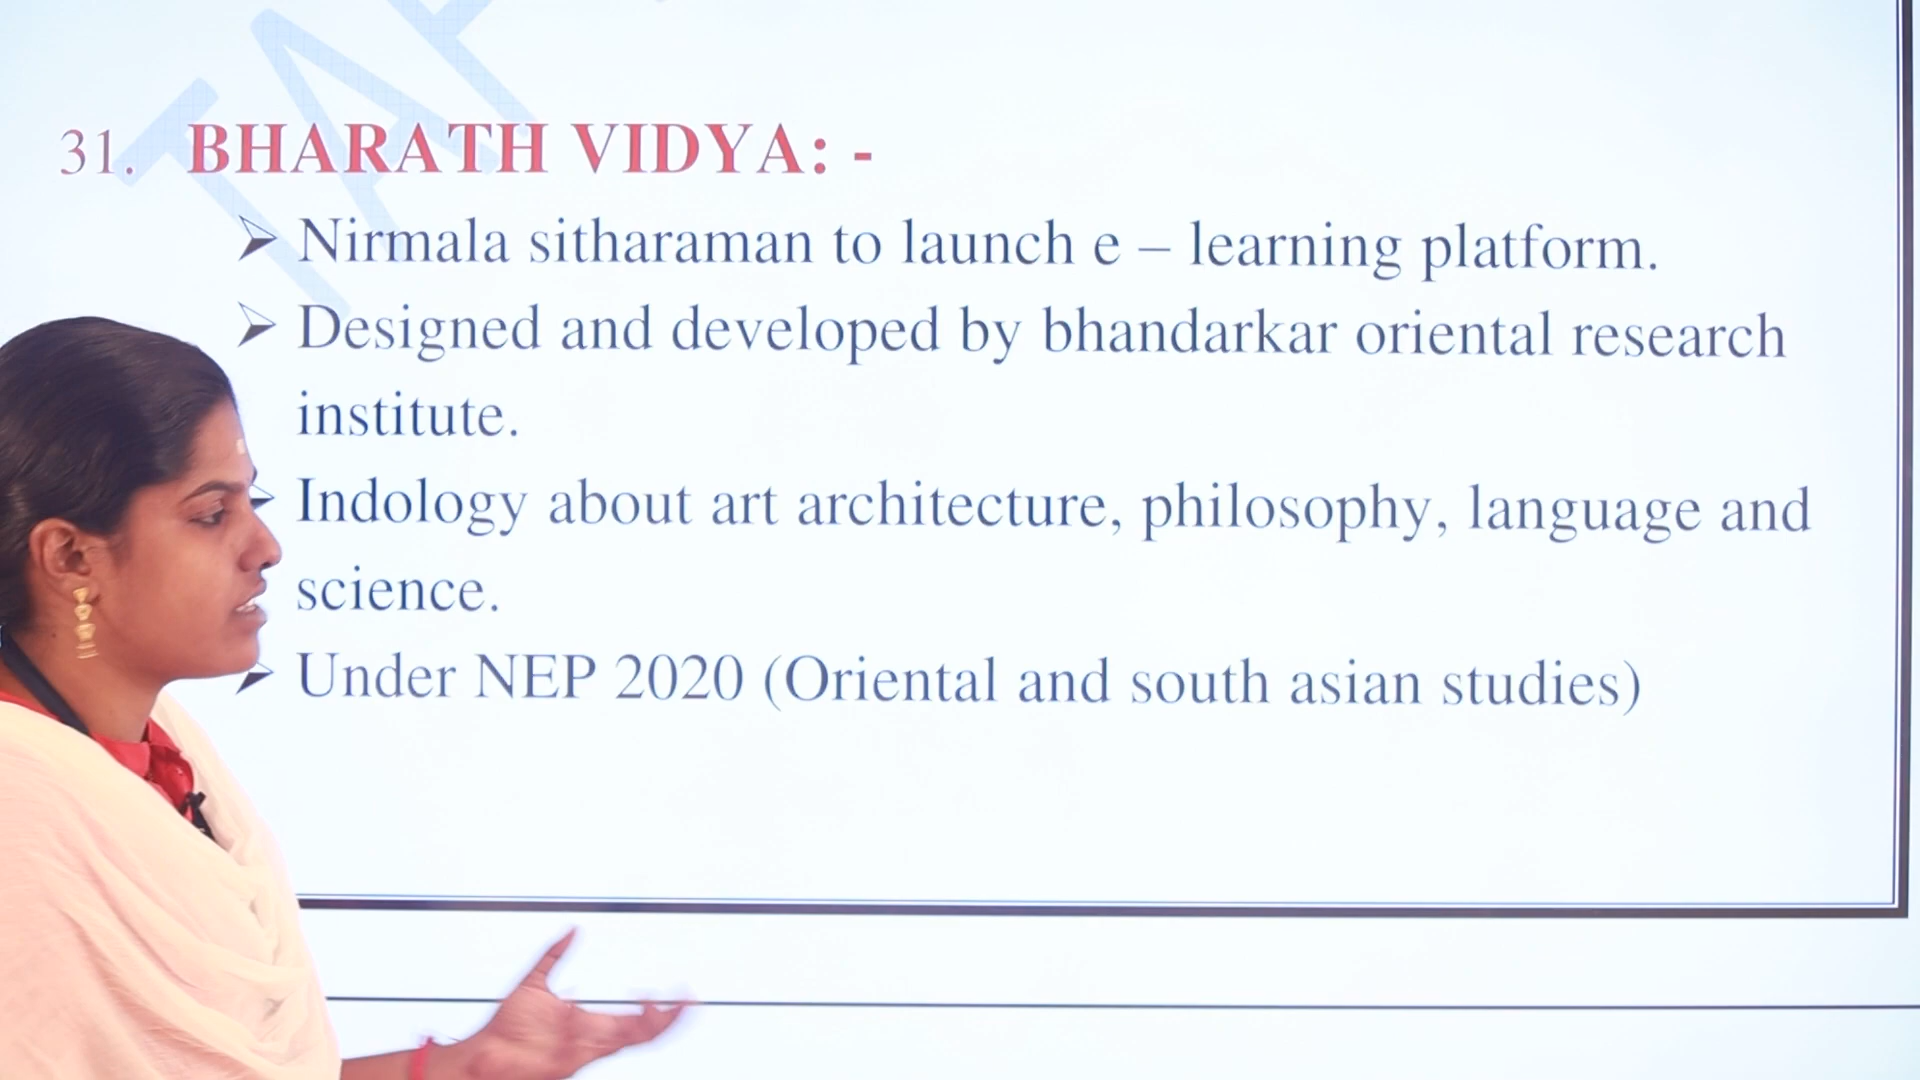 TAF
31. BHARATH VIDYA: -
➤ Nirmala sitharaman to launch e – learning platform.
➤ Designed and developed by bhandarkar oriental research
institute.
➤ Indology about art architecture, philosophy, language and
science.
➤ Under NEP 2020 (Oriental and south asian studies)